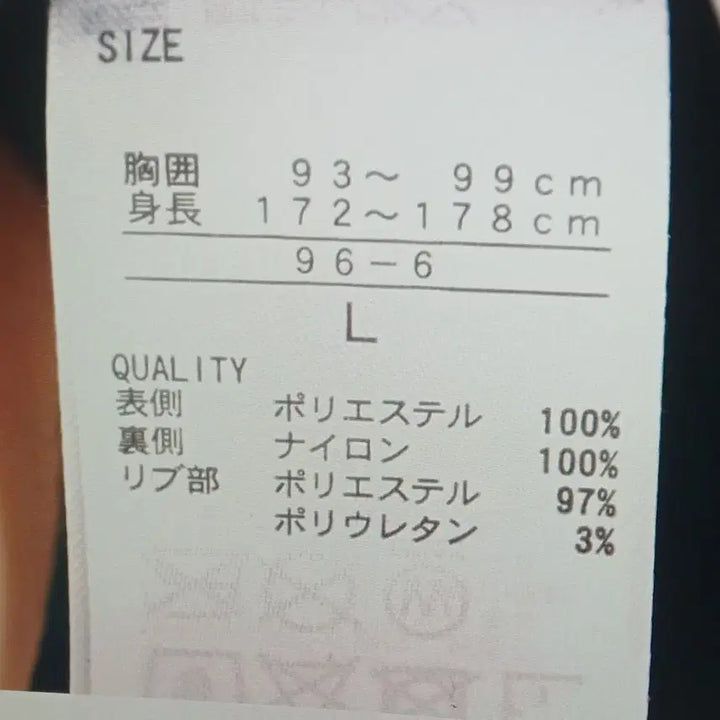 SIZE
胸囲 93～ 99cm
身長 172～178cm
96－6
L
QUALITY
表側 ポリエステル 100%
裏側 ナイロン 100%
リブ部 ポリエステル 97%
ポリウレタン 3%